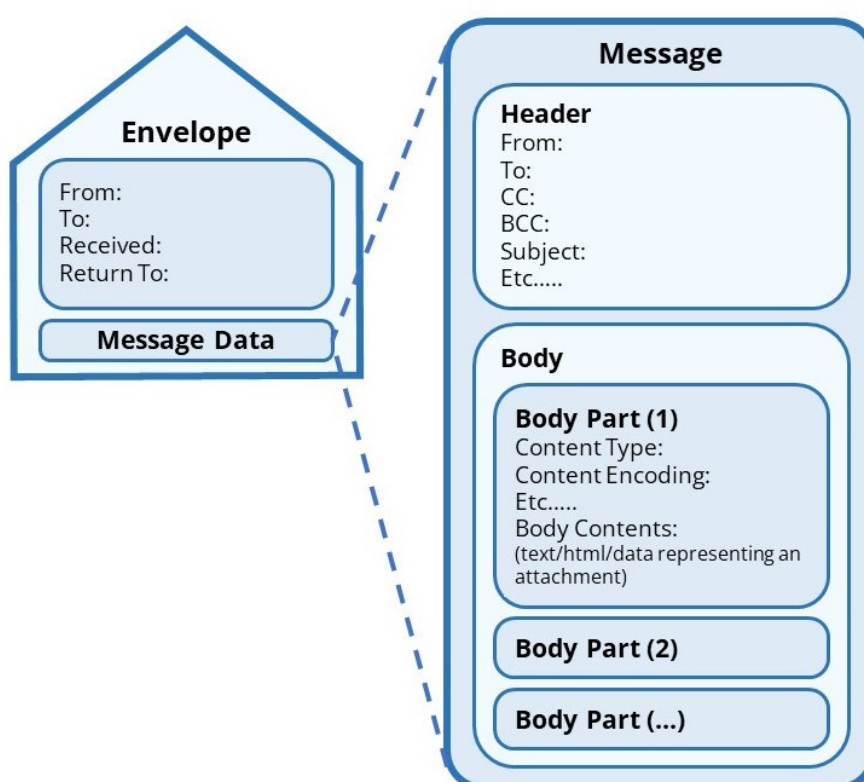 Envelope
From:
To:
Received:
Return To:
Message Data
Message
Header
From:
To:
CC:
BCC:
Subject:
Etc.....
Body
Body Part (1)
Content Type:
Content Encoding:
Etc.....
Body Contents:
(text/html/data representing an
attachment)
Body Part (2)
Body Part (...)